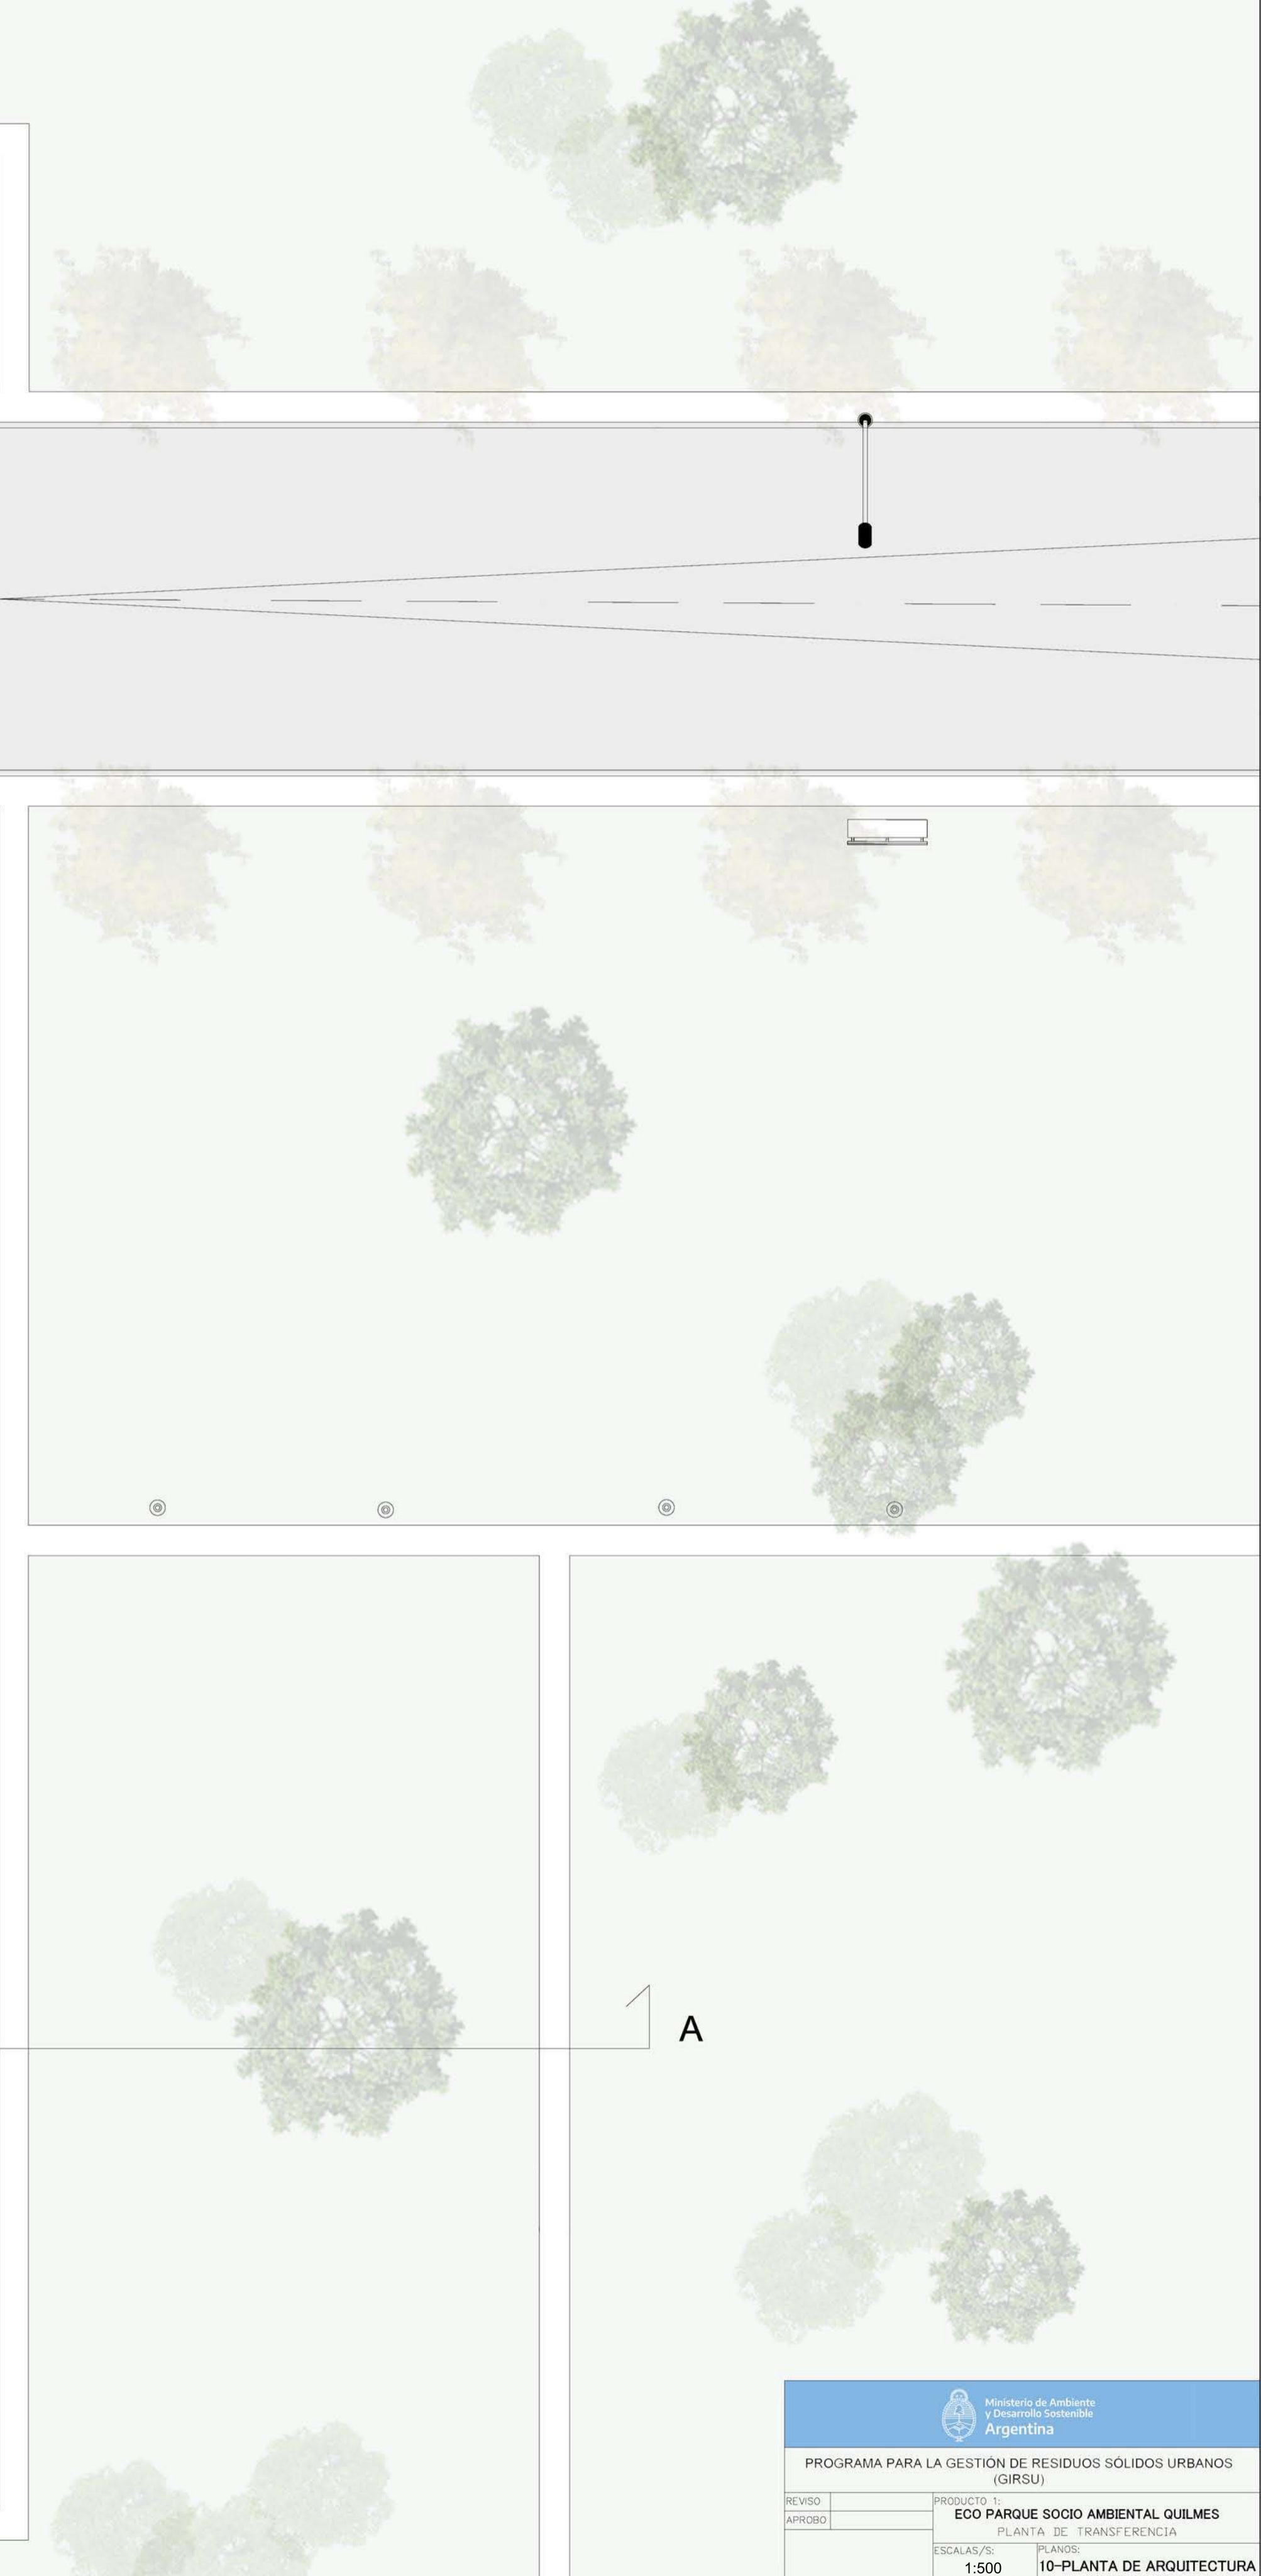 A
Ministerio de Ambiente
y Desarrollo Sostenible
Argentina
PROGRAMA PARA LA GESTIÓN DE RESIDUOS SÓLIDOS URBANOS
(GIRSU)
REVISO
APROBO
PRODUCTO 1:
ECO PARQUE SOCIO AMBIENTAL QUILMES
PLANTA DE TRANSFERENCIA
ESCALAS/S:
1:500
PLANOS:
10-PLANTA DE ARQUITECTURA